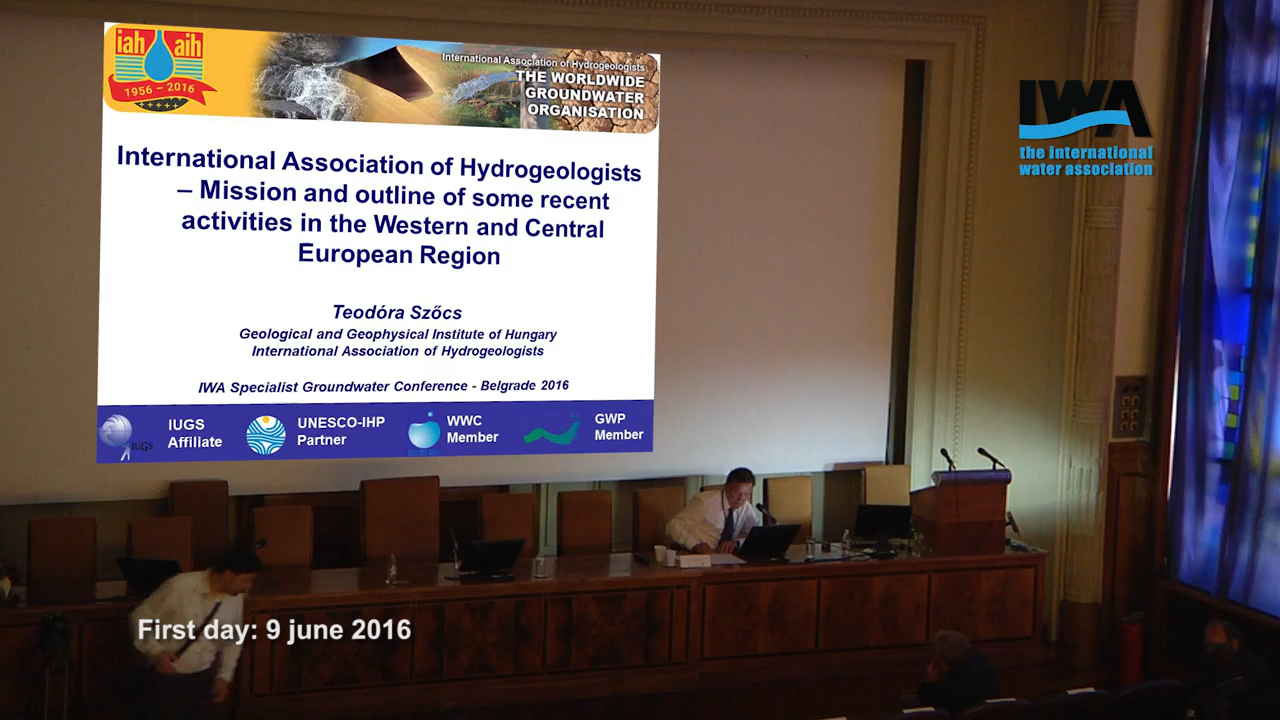 iah aih
1956 – 2016
International Association of Hydrogeologists
THE WORLDWIDE
GROUNDWATER
ORGANISATION
International Association of Hydrogeologists
– Mission and outline of some recent
activities in the Western and Central
European Region
Teodóra Szőcs
Geological and Geophysical Institute of Hungary
International Association of Hydrogeologists
IWA Specialist Groundwater Conference - Belgrade 2016
IUGS
IUGS
Affiliate
UNESCO-IHP
Partner
WWC
Member
GWP
Member
IWA
the international
water association
First day: 9 june 2016